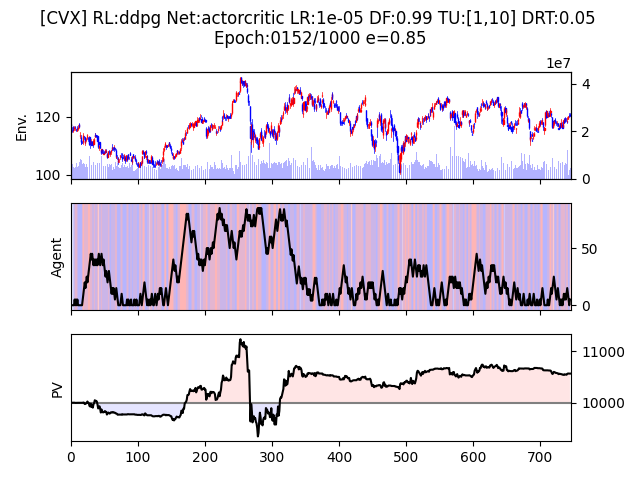 [CVX] RL:ddpg Net:actorcritic LR:1e-05 DF:0.99 TU:[1,10] DRT:0.05
Epoch:0152/1000 e=0.85
1e7
Env.
120
100
4
2
0
Agent
50
0
PV
11000
10000
0 100 200 300 400 500 600 700